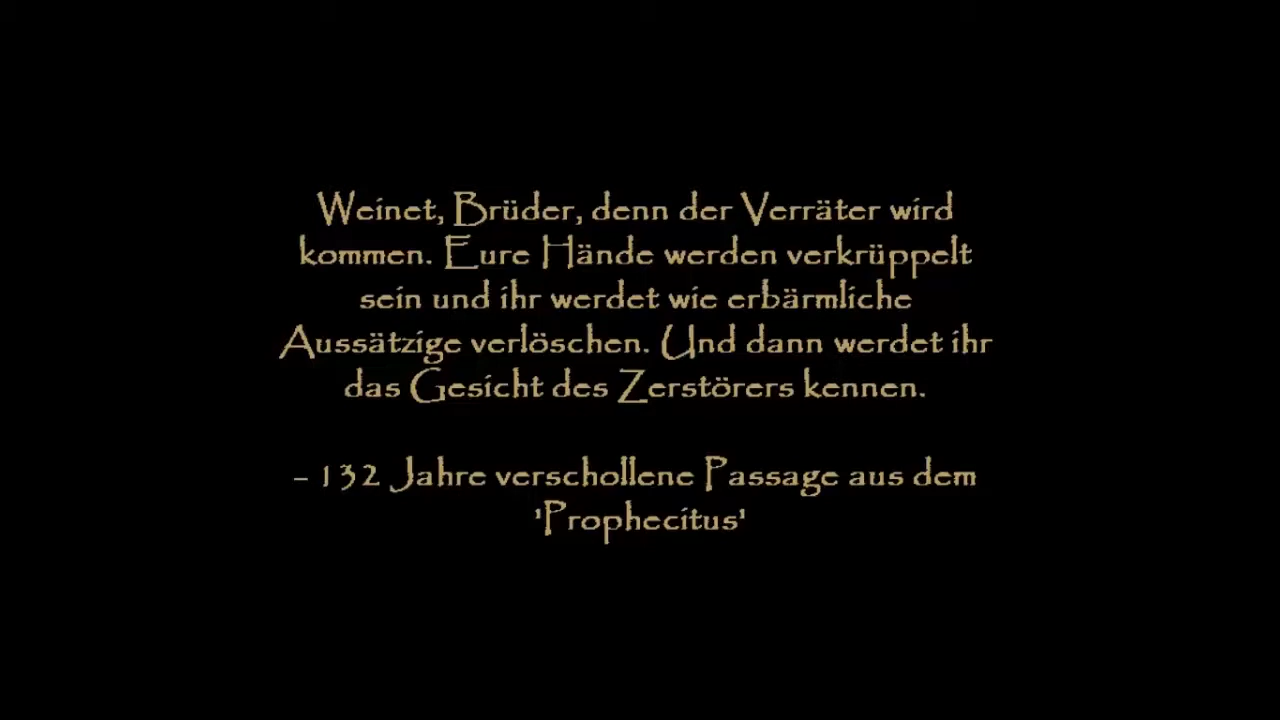 Weinet, Brüder, denn der Verräter wird
kommen. Eure Hände werden verkrüppelt
sein und ihr werdet wie erbärmliche
Aussätzige verlöschen. Und dann werdet ihr
das Gesicht des Zerstörers kennen.
- 132 Jahre verschollene Passage aus dem
'Prophecitus'